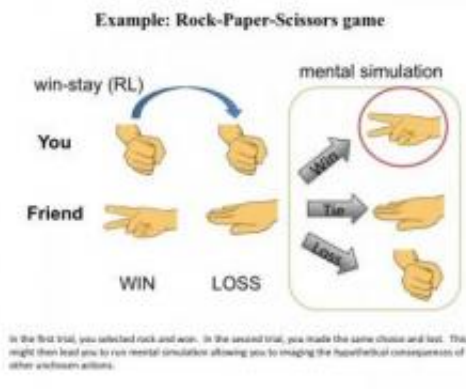 Example: Rock-Paper-Scissors game
mental simulation
win-stay (RL)
You
Win
Friend
Tie
Loss
WIN LOSS
In the first trial, you selected rock and won. In the second trial, you made the same choice and lost. This
might then lead you to run mental simulation allowing you to imaging the hypothetical consequences of
other unchosen actions.